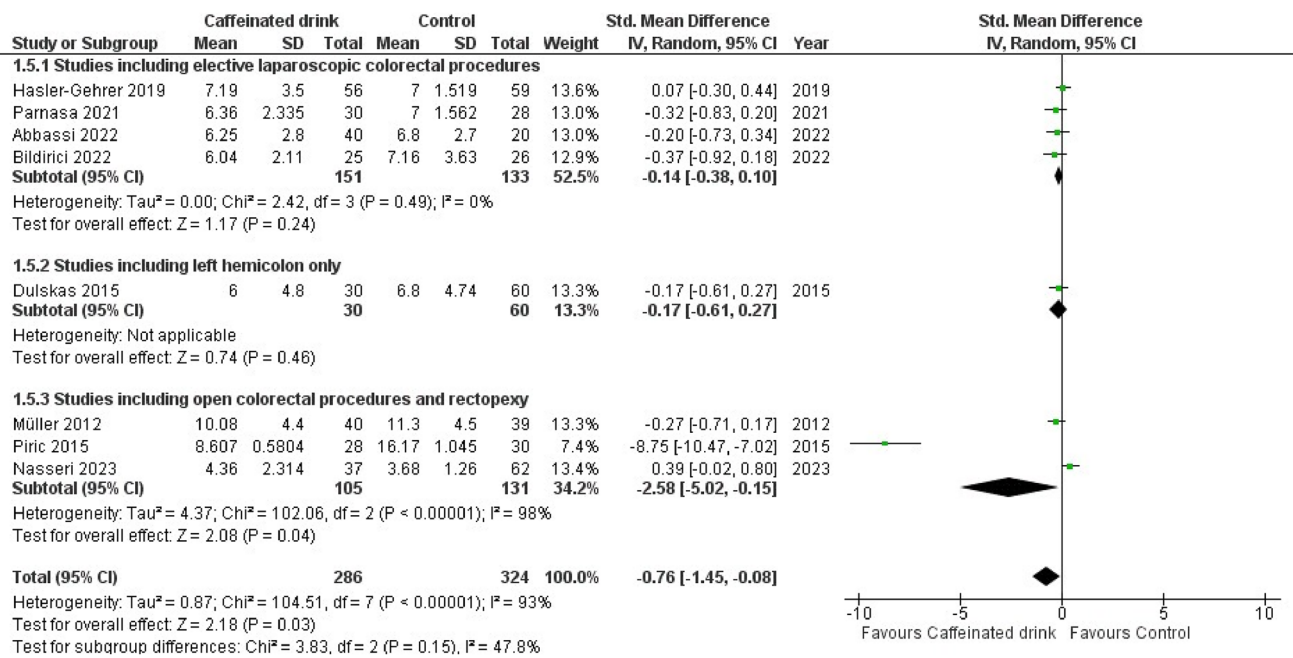 Caffeinated drink Control Std. Mean Difference Std. Mean Difference
Study or Subgroup Mean SD Total Mean SD Total Weight IV, Random, 95% CI Year IV, Random, 95% CI
1.5.1 Studies including elective laparoscopic colorectal procedures
Hasler-Gehrer 2019 7.19 3.5 56 7 1.519 59 13.6% 0.07 [-0.30, 0.44] 2019
Parnasa 2021 6.36 2.335 30 7 1.562 28 13.0% -0.32 [-0.83, 0.20] 2021
Abbassi 2022 6.25 2.8 40 6.8 2.7 20 13.0% -0.20 [-0.73, 0.34] 2022
Bildirici 2022 6.04 2.11 25 7.16 3.63 26 12.9% -0.37 [-0.92, 0.18] 2022
Subtotal (95% CI) 151 133 52.5% -0.14 [-0.38, 0.10]
Heterogeneity: Tau² = 0.00; Chi² = 2.42, df = 3 (P = 0.49); I² = 0%
Test for overall effect: Z = 1.17 (P = 0.24)
1.5.2 Studies including left hemicolon only
Dulskas 2015 6 4.8 30 6.8 4.74 60 13.3% -0.17 [-0.61, 0.27] 2015
Subtotal (95% CI) 30 60 13.3% -0.17 [-0.61, 0.27]
Heterogeneity: Not applicable
Test for overall effect: Z = 0.74 (P = 0.46)
1.5.3 Studies including open colorectal procedures and rectopexy
Müller 2012 10.08 4.4 40 11.3 4.5 39 13.3% -0.27 [-0.71, 0.17] 2012
Piric 2015 8.607 0.5804 28 16.17 1.045 30 7.4% -8.75 [-10.47, -7.02] 2015
Nasseri 2023 4.36 2.314 37 3.68 1.26 62 13.4% 0.39 [-0.02, 0.80] 2023
Subtotal (95% CI) 105 131 34.2% -2.58 [-5.02, -0.15]
Heterogeneity: Tau² = 4.37; Chi² = 102.06, df = 2 (P < 0.00001); I² = 98%
Test for overall effect: Z = 2.08 (P = 0.04)
Total (95% CI) 286 324 100.0% -0.76 [-1.45, -0.08]
Heterogeneity: Tau² = 0.87; Chi² = 104.51, df = 7 (P < 0.00001); I² = 93%
Test for overall effect: Z = 2.18 (P = 0.03)
Test for subgroup differences: Chi² = 3.83, df = 2 (P = 0.15), I² = 47.8%
-10 -5 0 5 10
Favours Caffeinated drink Favours Control